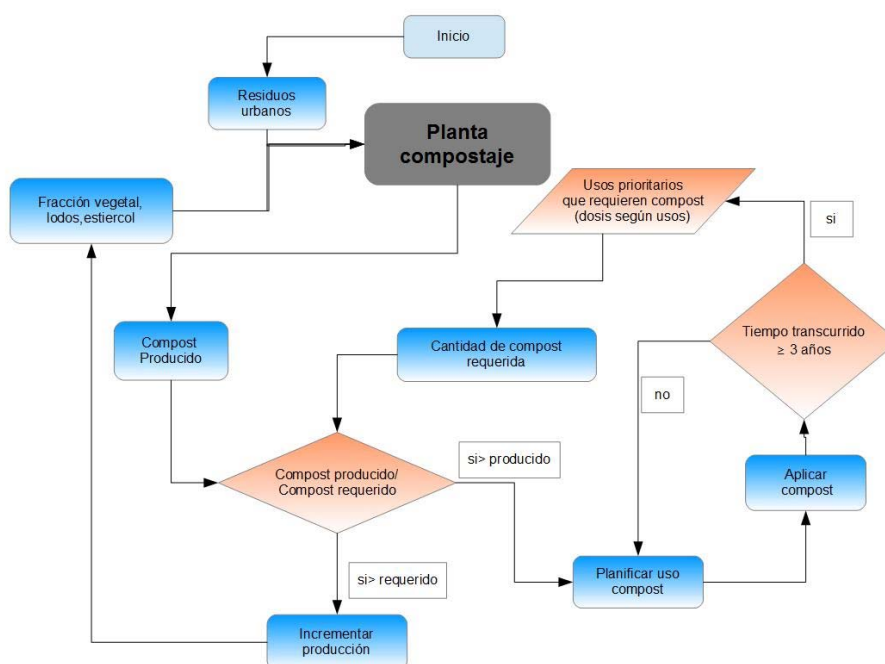 Inicio
Residuos
urbanos
Planta
compostaje
Fracción vegetal,
lodos,estiercol
Usos prioritarios
que requieren compost
(dosis según usos)
si
Compost
Producido
Cantidad de compost
requerida
Tiempo transcurrido
≥ 3 años
no
Compost producido/
Compost requerido
si> producido
Aplicar
compost
si> requerido
Planificar uso
compost
Incrementar
producción